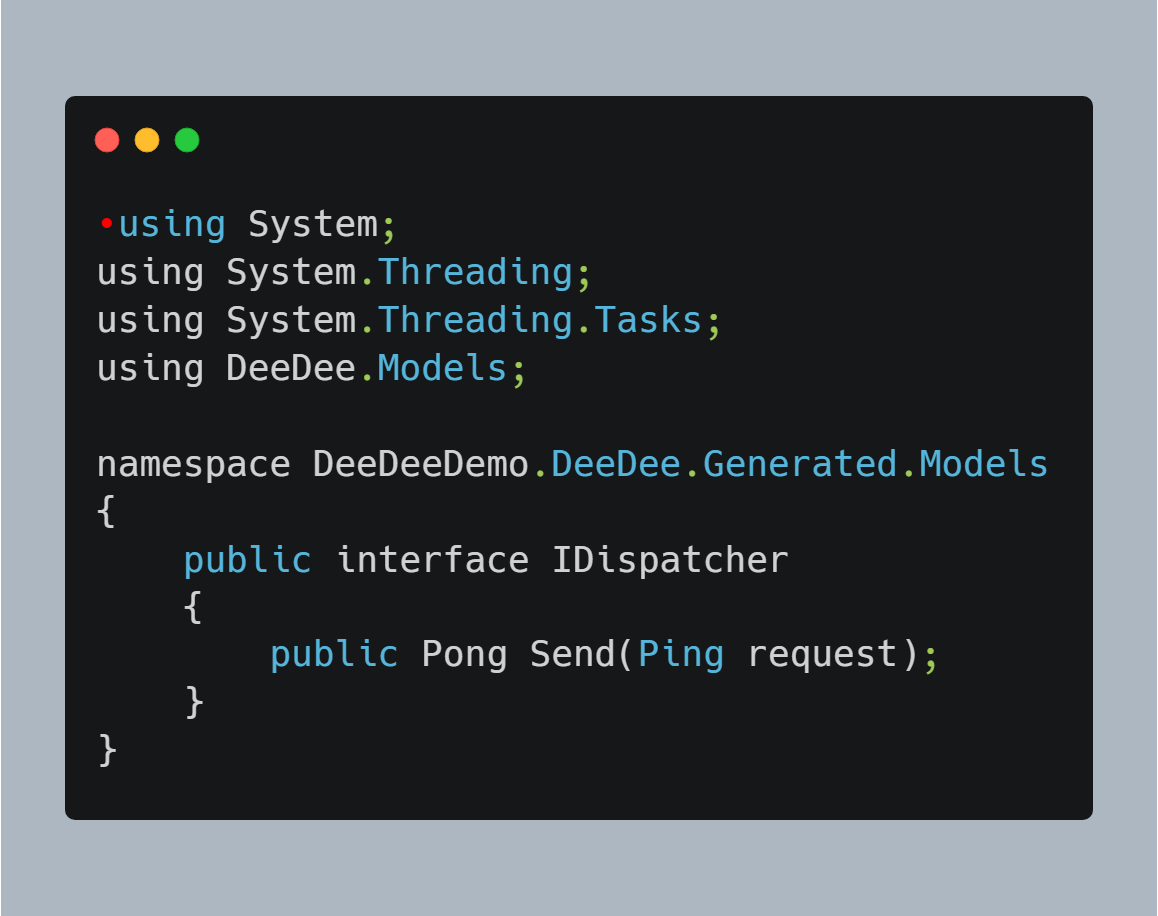 •using System;
using System.Threading;
using System.Threading.Tasks;
using DeeDee.Models;

namespace DeeDeeDemo.DeeDee.Generated.Models
{
    public interface IDispatcher
    {
        public Pong Send(Ping request);
    }
}